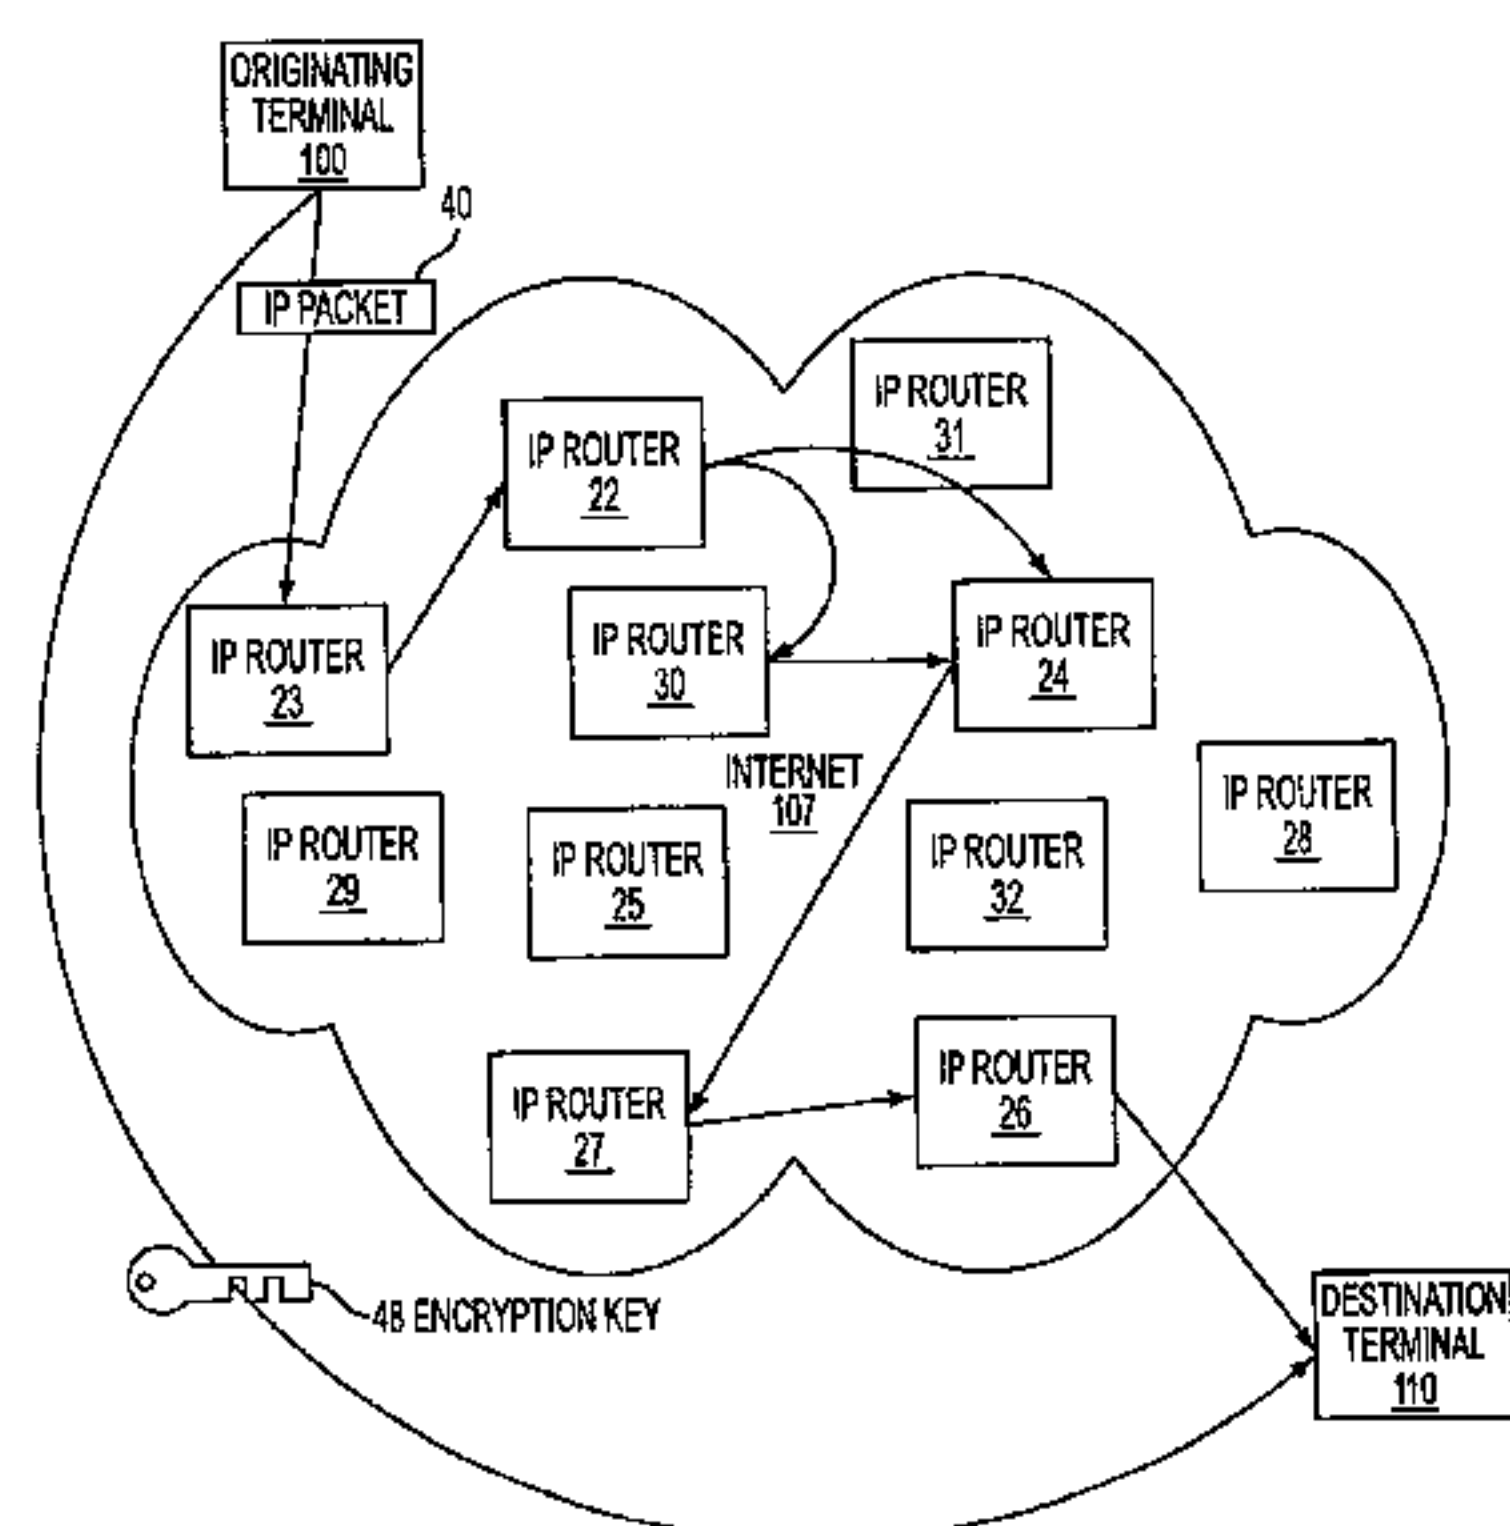 ORIGINATING
TERMINAL
100
40
IP PACKET
IP ROUTER
31
IP ROUTER
22
IP ROUTER
23
IP ROUTER
30
IP ROUTER
24
INTERNET
107
IP ROUTER
28
IP ROUTER
29
IP ROUTER
25
IP ROUTER
32
IP ROUTER
27
IP ROUTER
26
48 ENCRYPTION KEY
DESTINATION
TERMINAL
110